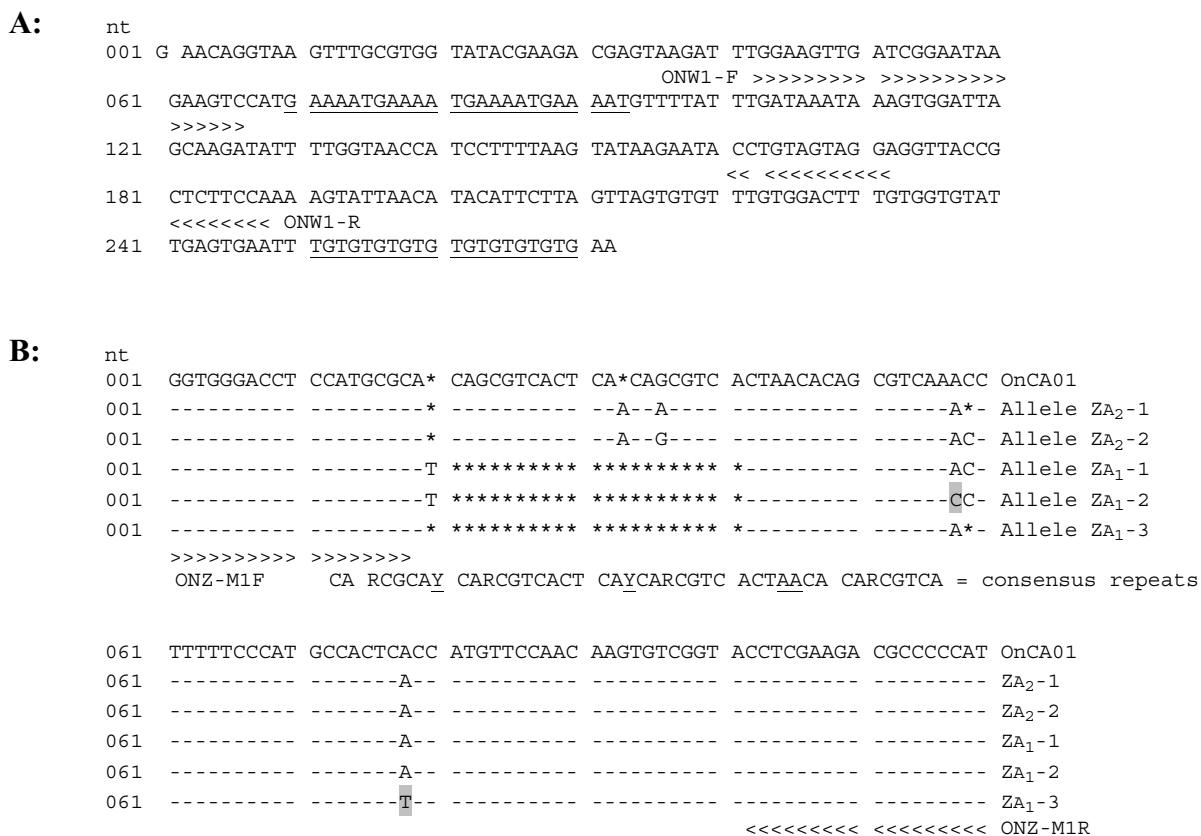 A:
nt
001 G AACAGGTAA GTTTGCGTGG TATACGAAGA CGAGTAAGAT TTGGAAGTTG ATCGGAATAA
ONW1-F >>>>>>>>> >>>>>>>>>>
061 GAAGTCCATG AAAATGAAAA TGAAAATGAA AATGTTTTAT TTGATAAATA AAGTGGATTA
>>>>>>
121 GCAAGATATT TTGGTAACCA TCCTTTTAAG TATAAGAATA CCTGTAGTAG GAGGTTACCG
<< <<<<<<<<<<
181 CTCTTCCAAA AGTATTAACA TACATTCTTA GTTAGTGTGT TTGTGGACTT TGTGGTGTAT
<<<<<<<< ONW1-R
241 TGAGTGAATT TGTGTGTGTG TGTGTGTGTG AA
B:
nt
001 GGTGGGACCT CCATGCGCA* CAGCGTCACT CA*CAGCGTC ACTAACACAG CGTCAAACC OnCA01
001 ---------- ---------* ---------- --A--A---- ---------- ------A*- Allele ZA2-1
001 ---------- ---------* ---------- --A--G---- ---------- ------AC- Allele ZA2-2
001 ---------- ---------T ********** ********** *--------- ------AC- Allele ZA1-1
001 ---------- ---------T ********** ********** *--------- ------CC- Allele ZA1-2
001 ---------- ---------* ********** ********** *--------- ------A*- Allele ZA1-3
>>>>>>>>>> >>>>>>>>
ONZ-M1F CA RCGCAY CARCGTCACT CAYCARCGTC ACTAACA CARCGTCA = consensus repeats
061 TTTTTCCCAT GCCACTCACC ATGTTCCAAC AAGTGTCGGT ACCTCGAAGA CGCCCCCAT OnCA01
061 ---------- -------A-- ---------- ---------- ---------- --------- ZA2-1
061 ---------- -------A-- ---------- ---------- ---------- --------- ZA2-2
061 ---------- -------A-- ---------- ---------- ---------- --------- ZA1-1
061 ---------- -------A-- ---------- ---------- ---------- --------- ZA1-2
061 ---------- -------T-- ---------- ---------- ---------- --------- ZA1-3
<<<<<<<<< <<<<<<<<< ONZ-M1R